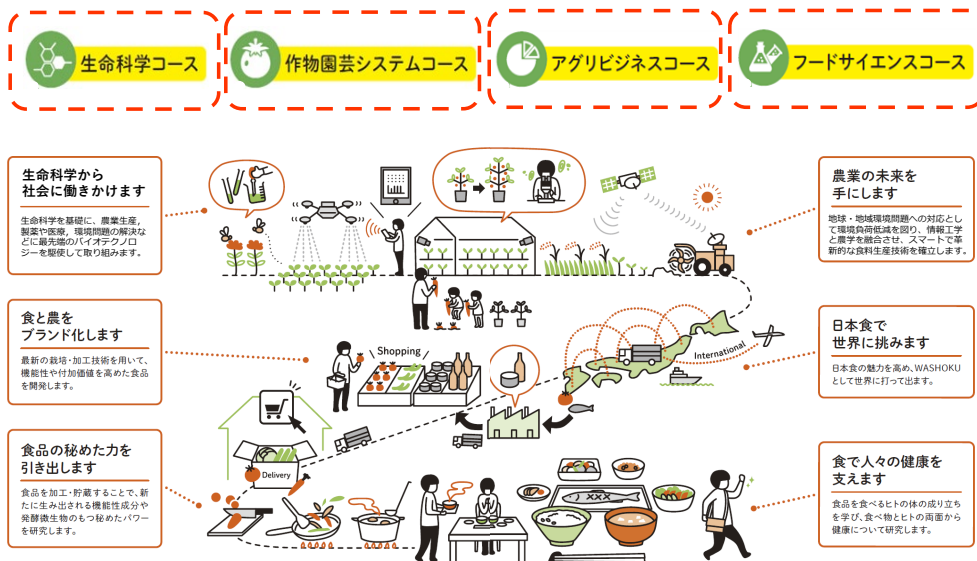 生命科学コース
作物園芸システムコース
アグリビジネスコース
フードサイエンスコース
生命科学から
社会に働きかけます
生命科学を基礎に、農業生産,
製薬や医療，環境問題の解決な
どに最先端のバイオテクノロ
ジーを駆使して取り組みます。
農業の未来を
手にします
地球・地域環境問題への対応とし
て環境負荷低減を図り、情報工学
と農学を融合させ、スマートで革
新的な食料生産技術を確立します。
食と農を
ブランド化します
最新の栽培・加工技術を用いて、
機能性や付加価値を高めた食品
を開発します。
Shopping
International
日本食で
世界に挑みます
日本食の魅力を高め、WASHOKU
として世界に打って出ます。
食品の秘めた力を
引き出します
食品を加工・貯蔵することで、新
たに生み出される機能性成分や
発酵微生物のもつ秘めたパワー
を研究します。
Delivery
食で人々の健康を
支えます
食品を食べるヒトの体の成り立ち
を学び、食べ物とヒトの両面から
健康について研究します。